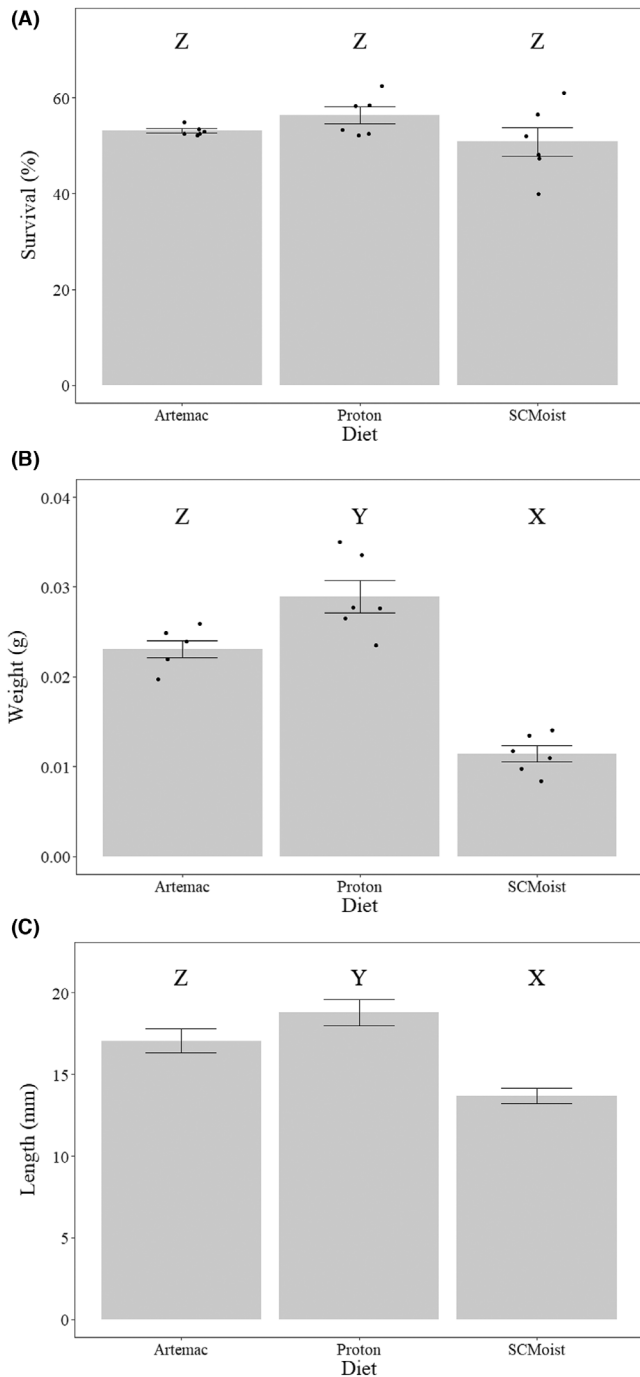 (A)
Z Z Z
60
40
20
0
Survival (%)
Artemac Proton SCMoist
Diet
(B)
Z Y X
0.04
0.03
0.02
0.01
0.00
Weight (g)
Artemac Proton SCMoist
Diet
(C)
Z Y X
20
15
10
5
0
Length (mm)
Artemac Proton SCMoist
Diet